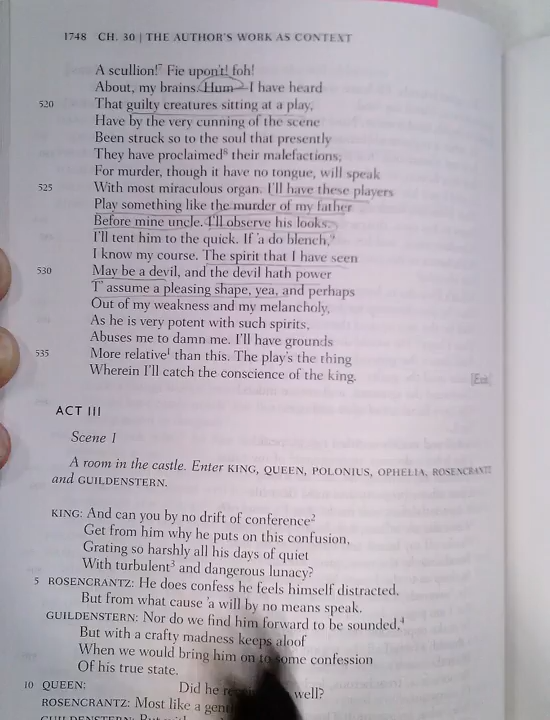 1748 CH. 30 | THE AUTHOR'S WORK AS CONTEXT
A scullion!⁷ Fie upon't! foh!
About, my brains. Hum—I have heard
520 That guilty creatures sitting at a play,
Have by the very cunning of the scene
Been struck so to the soul that presently
They have proclaimed⁸ their malefactions;
For murder, though it have no tongue, will speak
525 With most miraculous organ. I'll have these players
Play something like the murder of my father
Before mine uncle. I'll observe his looks.
I'll tent him to the quick. If 'a do blench,⁹
I know my course. The spirit that I have seen
530 May be a devil, and the devil hath power
T' assume a pleasing shape, yea, and perhaps
Out of my weakness and my melancholy,
As he is very potent with such spirits,
Abuses me to damn me. I'll have grounds
535 More relative¹ than this. The play's the thing
Wherein I'll catch the conscience of the king.
[Exit]
ACT III
Scene 1
A room in the castle. Enter KING, QUEEN, POLONIUS, OPHELIA, ROSENCRANTZ
and GUILDENSTERN.
KING: And can you by no drift of conference²
Get from him why he puts on this confusion,
Grating so harshly all his days of quiet
With turbulent³ and dangerous lunacy?
5 ROSENCRANTZ: He does confess he feels himself distracted,
But from what cause 'a will by no means speak.
GUILDENSTERN: Nor do we find him forward to be sounded,⁴
But with a crafty madness keeps aloof
When we would bring him on to some confession
Of his true state.
10 QUEEN: Did he well?
ROSENCRANTZ: Most like a
GUILDENSTERN: But